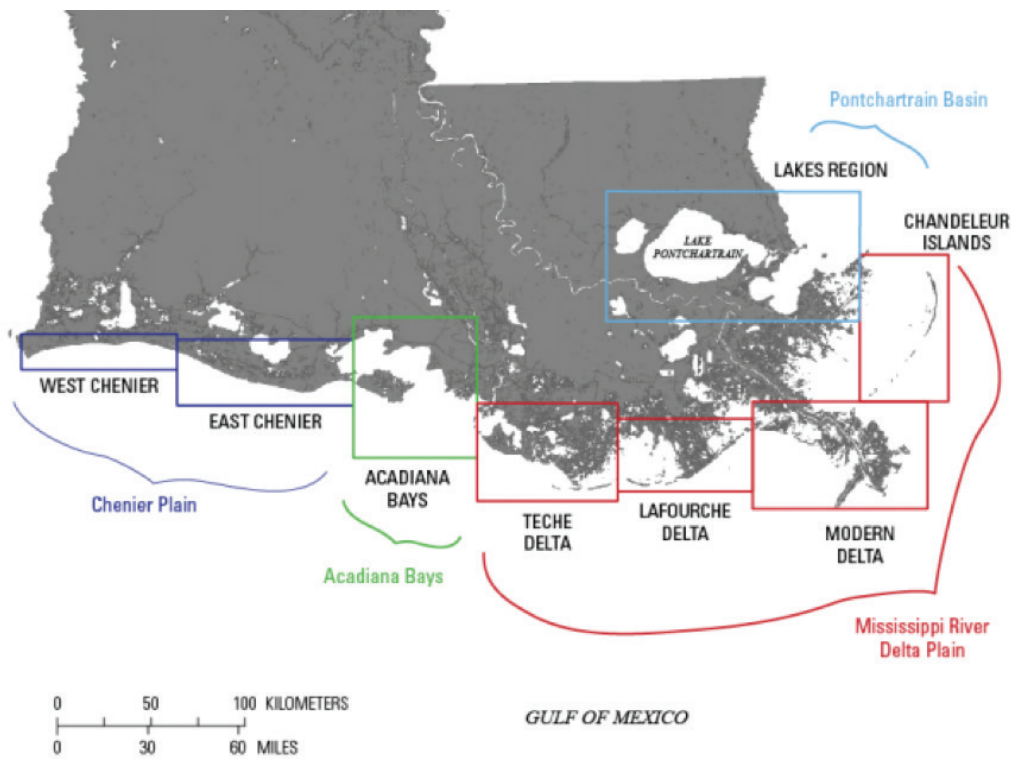 Pontchartrain Basin
LAKES REGION
CHANDELEUR
ISLANDS
LAKE
PONTCHARTRAIN
WEST CHENIER
EAST CHENIER
ACADIANA
BAYS
Chenier Plain
TECHE
DELTA
LAFOURCHE
DELTA
MODERN
DELTA
Acadiana Bays
Mississippi River
Delta Plain
0 50 100 KILOMETERS
0 30 60 MILES
GULF OF MEXICO